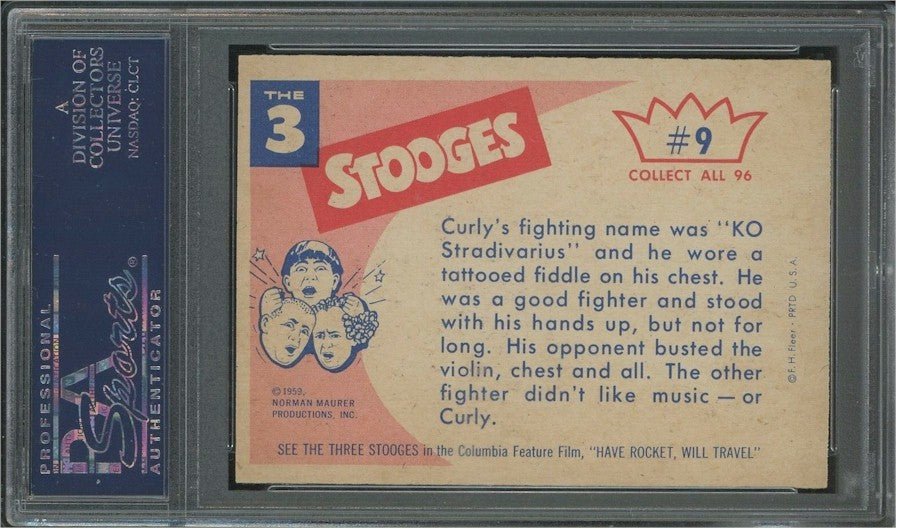 A
DIVISION OF
COLLECTORS
UNIVERSE
NASDAQ: CLCT
PROFESSIONAL
PSA
Sports®
AUTHENTICATOR
THE
3
STOOGES
#9
COLLECT ALL 96
Curly's fighting name was "KO
Stradivarius" and he wore a
tattooed fiddle on his chest. He
was a good fighter and stood
with his hands up, but not for
long. His opponent busted the
violin, chest and all. The other
fighter didn't like music — or
Curly.
© F. H. Fleer • PRTD U. S. A.
© 1959,
NORMAN MAURER
PRODUCTIONS, INC.
SEE THE THREE STOOGES in the Columbia Feature Film, "HAVE ROCKET, WILL TRAVEL"